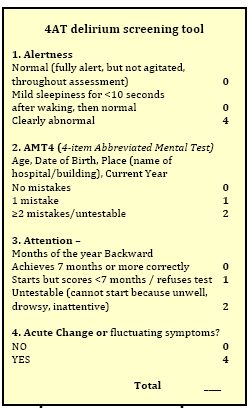 4AT delirium screening tool
1. Alertness
Normal (fully alert, but not agitated,
throughout assessment) 0
Mild sleepiness for <10 seconds
after waking, then normal 0
Clearly abnormal 4
2. AMT4 (4-item Abbreviated Mental Test)
Age, Date of Birth, Place (name of
hospital/building), Current Year
No mistakes 0
1 mistake 1
≥2 mistakes/untestable 2
3. Attention –
Months of the year Backward
Achieves 7 months or more correctly 0
Starts but scores <7 months / refuses test 1
Untestable (cannot start because unwell,
drowsy, inattentive) 2
4. Acute Change or fluctuating symptoms?
NO 0
YES 4
Total ___